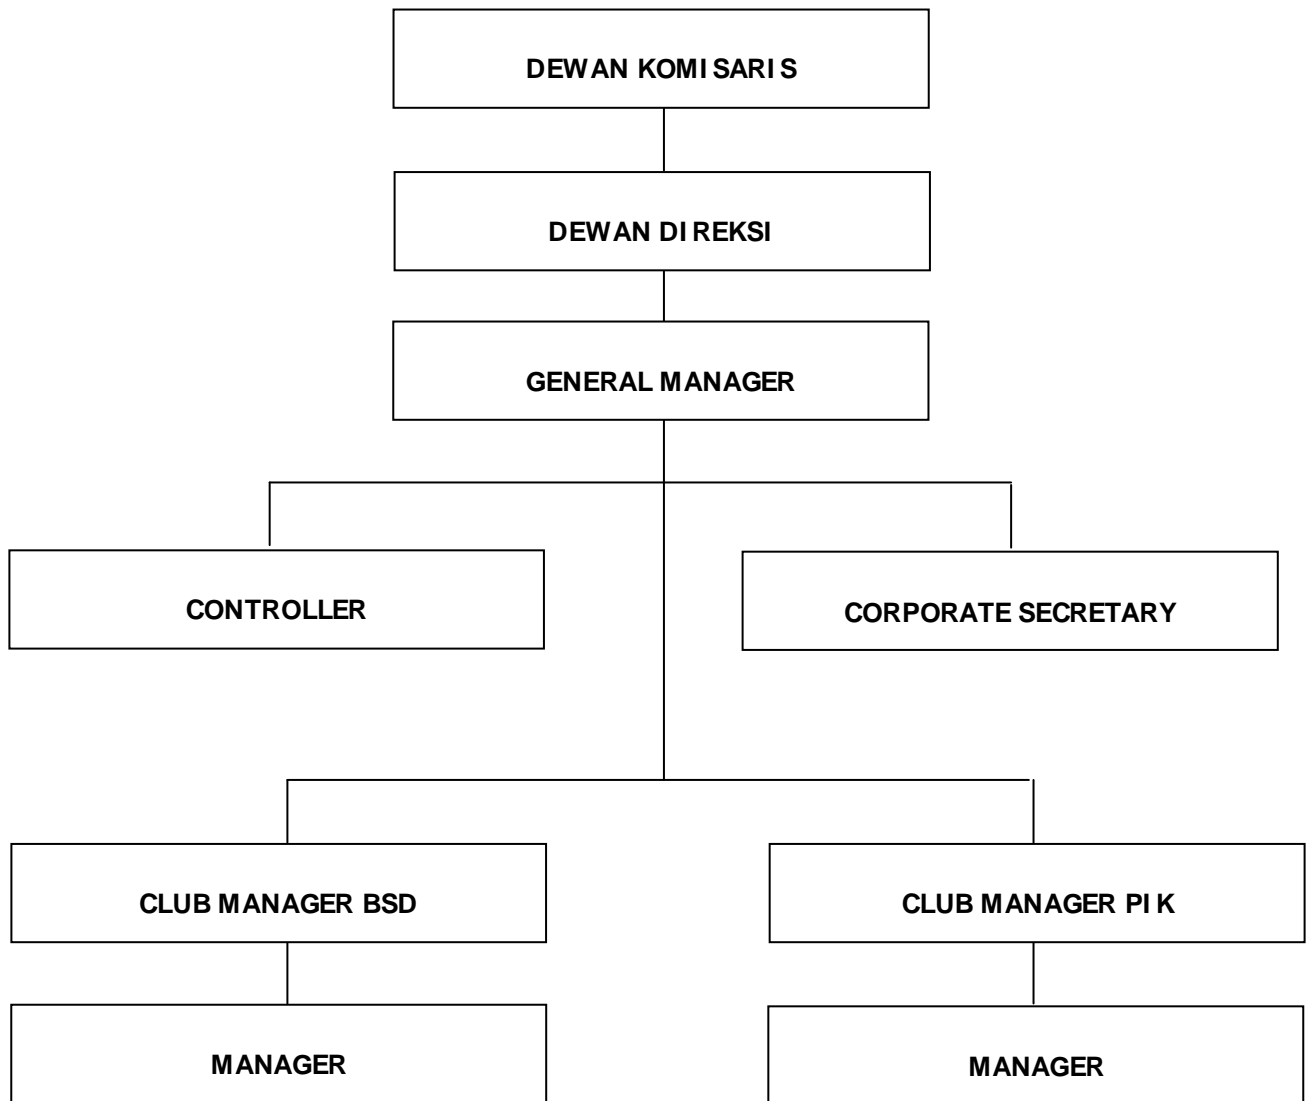 DEWAN KOMISARIS
DEWAN DIREKSI
GENERAL MANAGER
CONTROLLER
CORPORATE SECRETARY
CLUB MANAGER BSD
CLUB MANAGER PIK
MANAGER
MANAGER